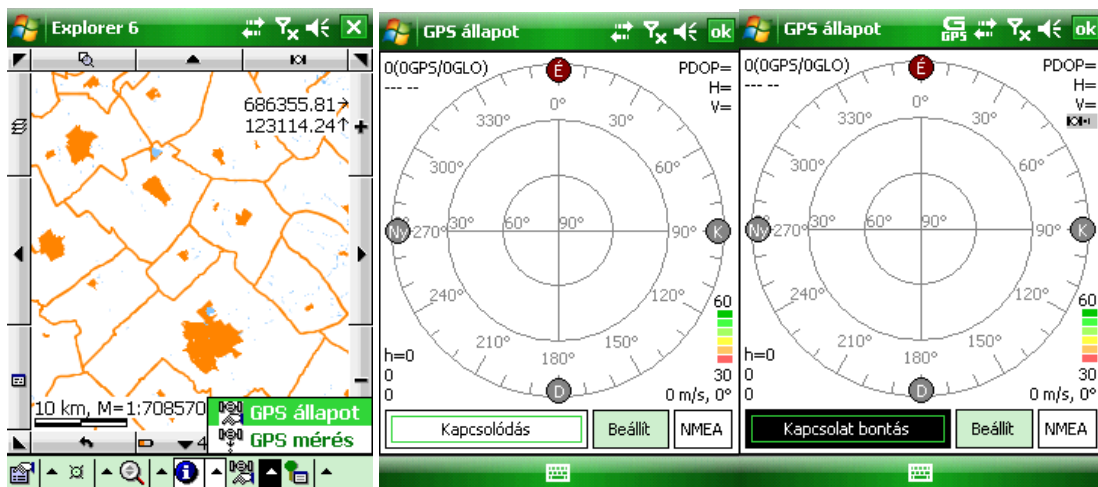 Explorer 6
686355.81→
123114.24↑
+
10 km, M=1:708570
−
GPS állapot
GPS mérés
4
GPS állapot
ok
0(0GPS/0GLO)
--- --
PDOP=
H=
V=
É
0°
330°
30°
300°
60°
Ny
270°
30°
60°
90°
90°
K
240°
120°
210°
150°
180°
D
60
30
h=0
0
0
0 m/s, 0°
Kapcsolódás
Beállít
NMEA
GPS állapot
GPS
ok
0(0GPS/0GLO)
--- --
PDOP=
H=
V=
É
0°
330°
30°
300°
60°
Ny
270°
30°
60°
90°
90°
K
240°
120°
210°
150°
180°
D
60
30
h=0
0
0
0 m/s, 0°
Kapcsolat bontás
Beállít
NMEA